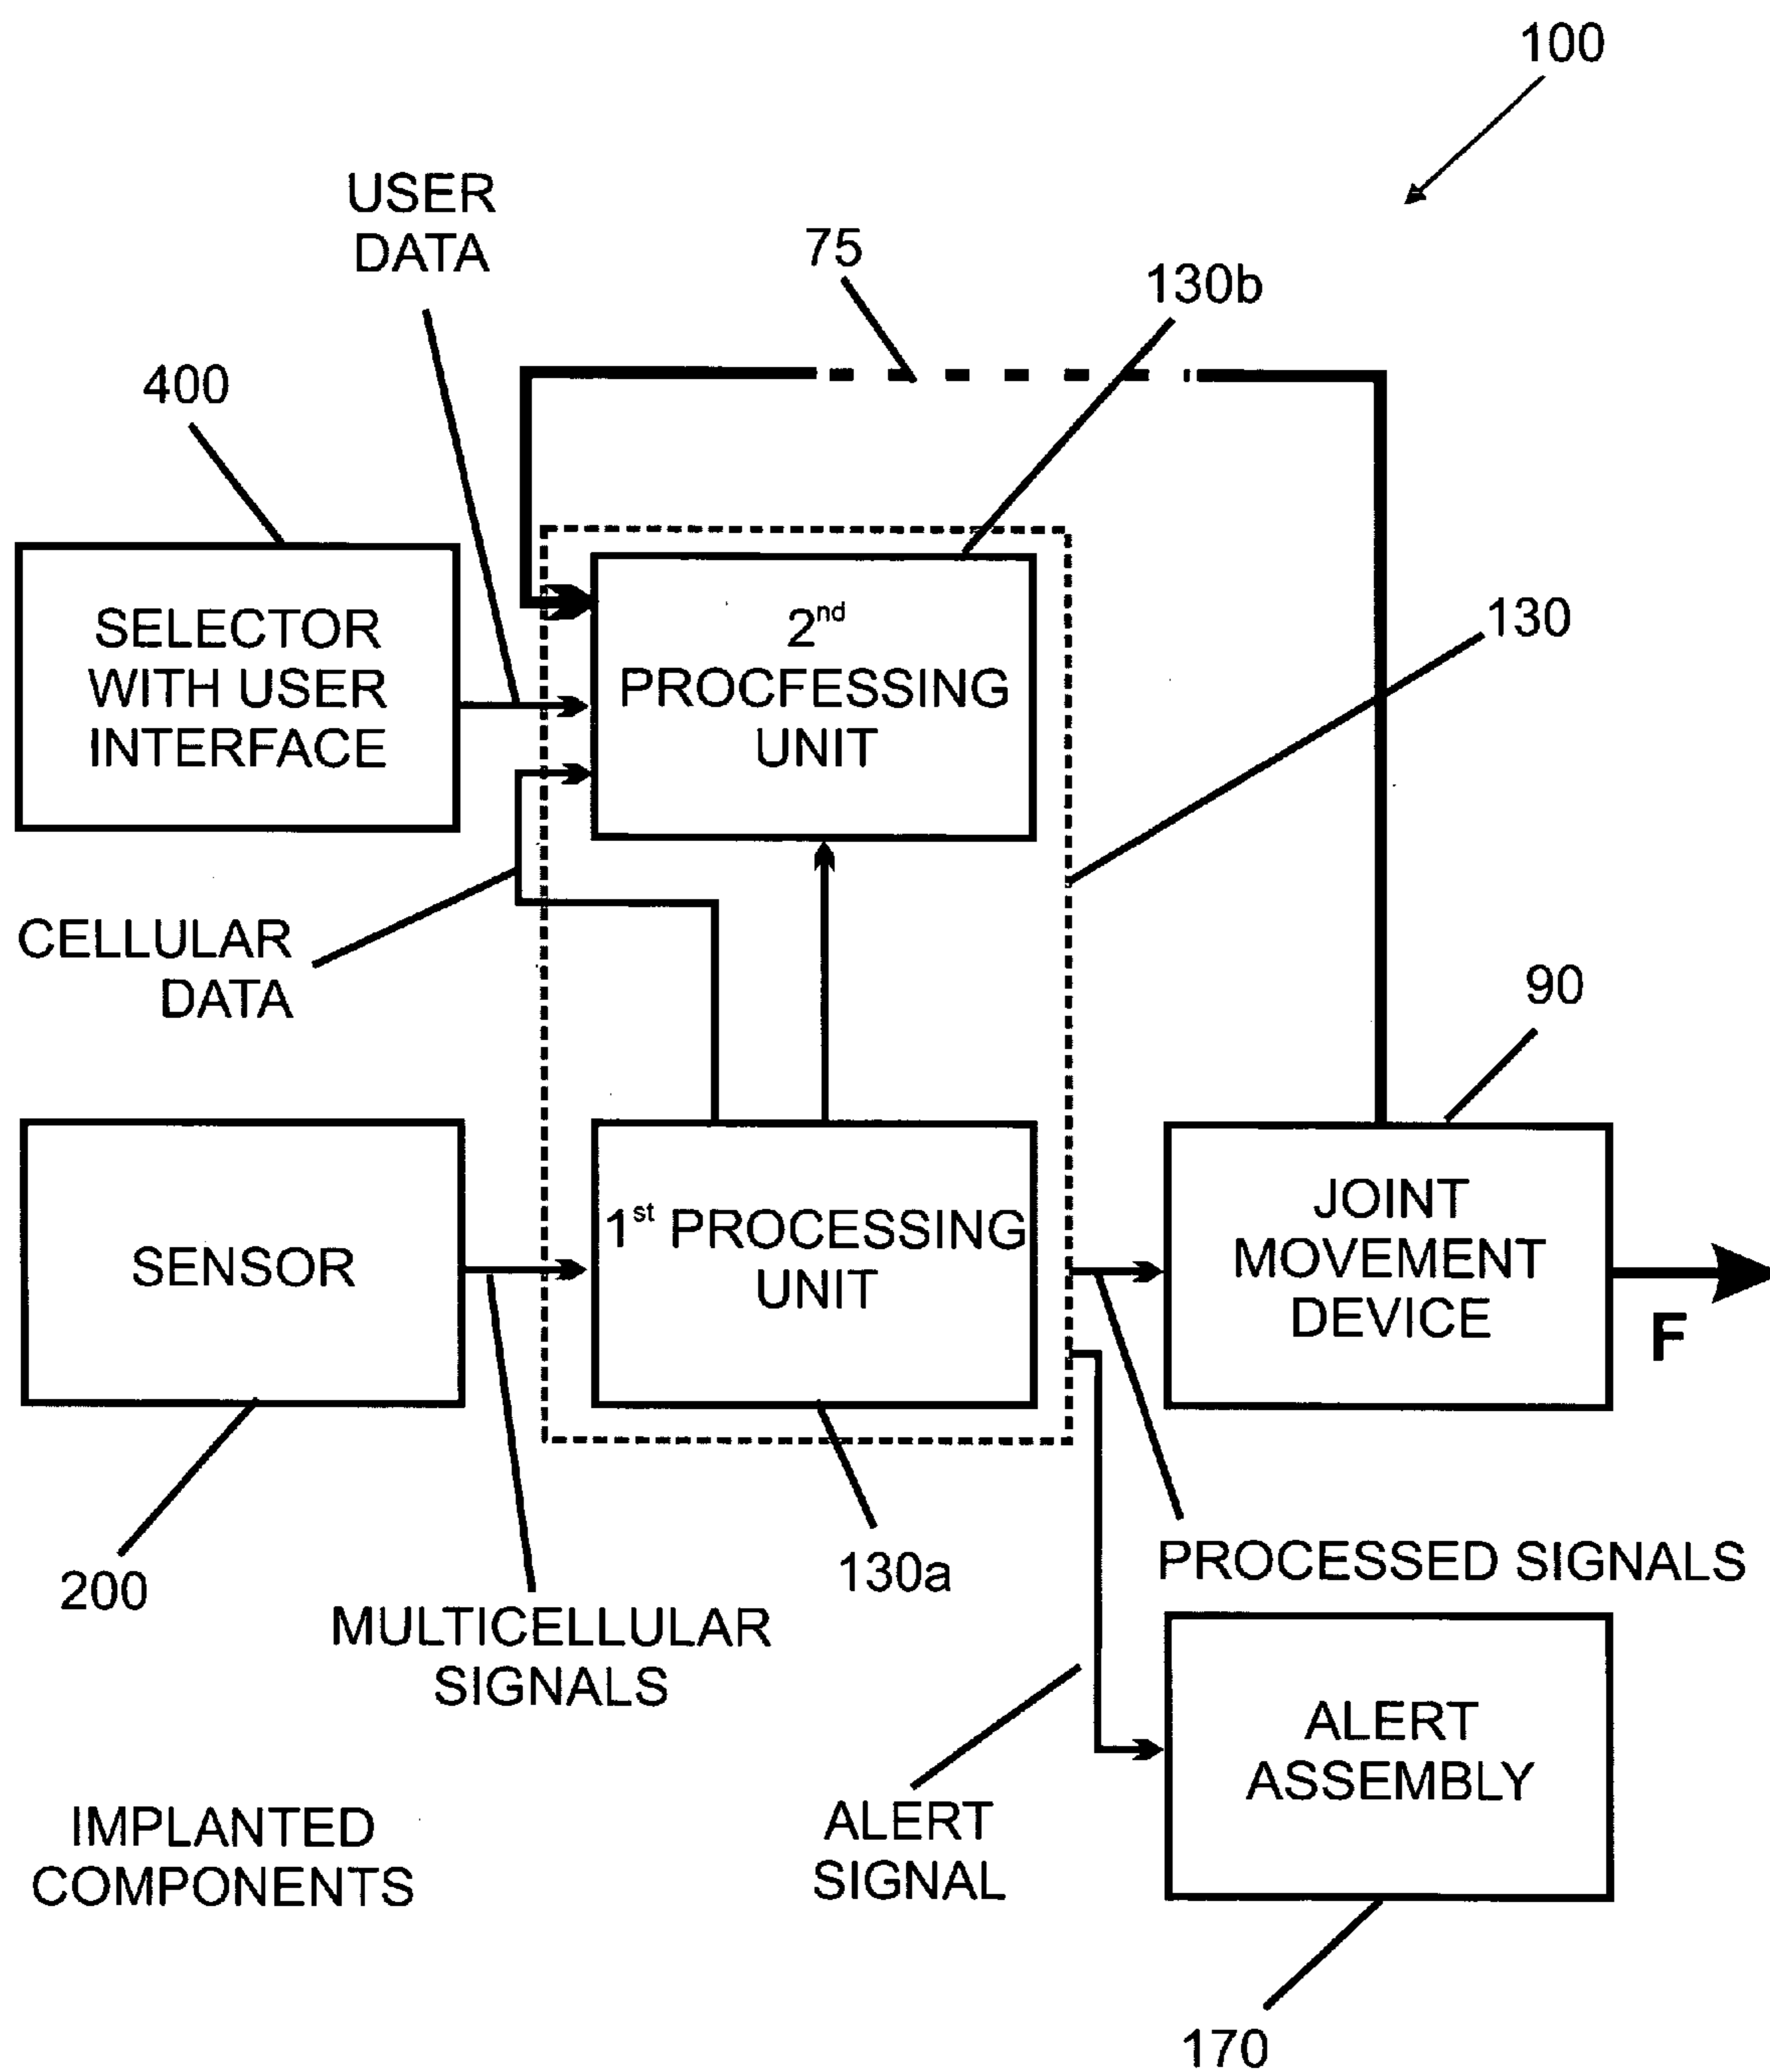 100
USER
DATA
75
130b
400
SELECTOR
WITH USER
INTERFACE
2nd
PROCFESSING
UNIT
130
CELLULAR
DATA
90
SENSOR
1st PROCESSING
UNIT
JOINT
MOVEMENT
DEVICE
F
200
130a
PROCESSED SIGNALS
MULTICELLULAR
SIGNALS
ALERT
ASSEMBLY
IMPLANTED
COMPONENTS
ALERT
SIGNAL
170